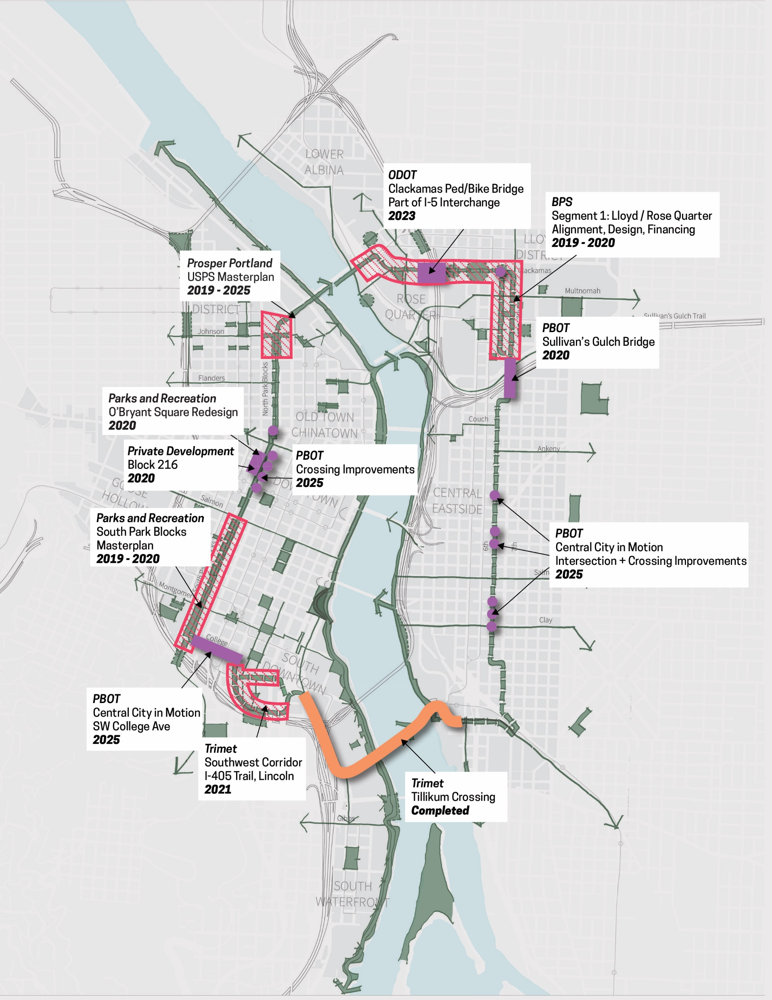 LOWER
ALBINA
ODOT
Clackamas Ped/Bike Bridge
Part of I-5 Interchange
2023
BPS
Segment 1: Lloyd / Rose Quarter
Alignment, Design, Financing
2019 - 2020
DISTRICT
Clackamas
Prosper Portland
USPS Masterplan
2019 - 2025
DISTRICT
ROSE
QUARTER
Multnomah
Sullivan's Gulch Trail
Johnson
PBOT
Sullivan's Gulch Bridge
2020
North Park Blocks
Flanders
Parks and Recreation
O'Bryant Square Redesign
2020
OLD TOWN
CHINATOWN
Couch
Ankeny
Private Development
Block 216
2020
PBOT
Crossing Improvements
2025
DOWNTOWN
GOOSE
HOLLOW
Salmon
CENTRAL
EASTSIDE
Parks and Recreation
South Park Blocks
Masterplan
2019 - 2020
6th
7th
PBOT
Central City in Motion
Intersection + Crossing Improvements
2025
Montgomery
Clay
College
SOUTH
DOWNTOWN
PBOT
Central City in Motion
SW College Ave
2025
Trimet
Southwest Corridor
I-405 Trail, Lincoln
2021
Trimet
Tillikum Crossing
Completed
Gibbs
SOUTH
WATERFRONT